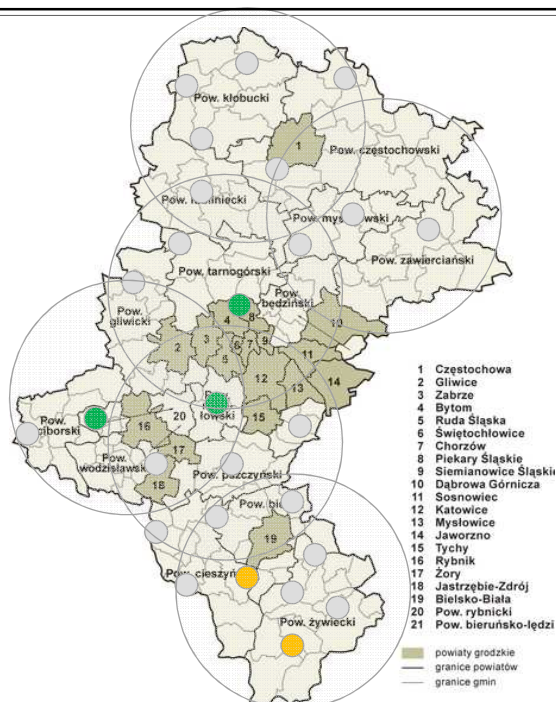 Pow. kłobucki
1
Pow. częstochowski
Pow.
Pow.
Pow. zawierciański
Pow. tarnogórski
Pow.
będziński
Pow.
gliwicki
4
8
10
2
3
6
7
9
5
11
12
13
14
15
Pow.
16
20
17
Pow.
18
19
Pow.
Pow. żywiecki
1 Częstochowa
2 Gliwice
3 Zabrze
4 Bytom
5 Ruda Śląska
6 Świętochłowice
7 Chorzów
8 Piekary Śląskie
9 Siemianowice Śląskie
10 Dąbrowa Górnicza
11 Sosnowiec
12 Katowice
13 Mysłowice
14 Jaworzno
15 Tychy
16 Rybnik
17 Żory
18 Jastrzębie-Zdrój
19 Bielsko-Biała
20 Pow. rybnicki
21 Pow. bieruńsko-lędzi
powiaty grodzkie
granice powiatów
granice gmin